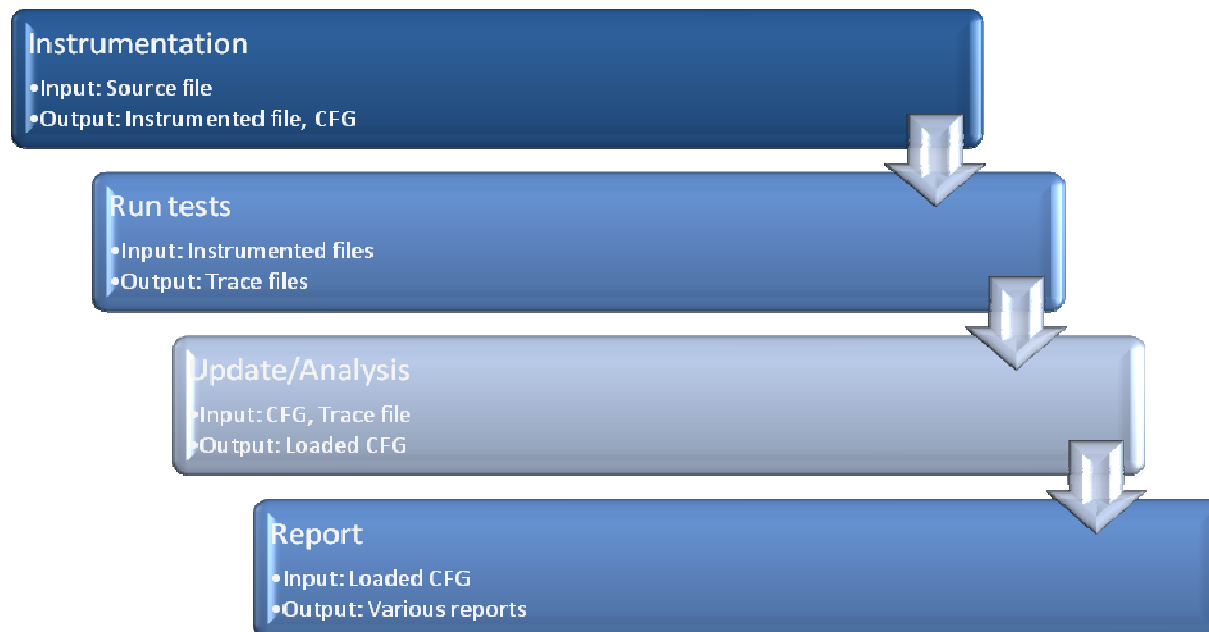 Instrumentation
•Input: Source file
•Output: Instrumented file, CFG
Run tests
•Input: Instrumented files
•Output: Trace files
Update/Analysis
•Input: CFG, Trace file
•Output: Loaded CFG
Report
•Input: Loaded CFG
•Output: Various reports